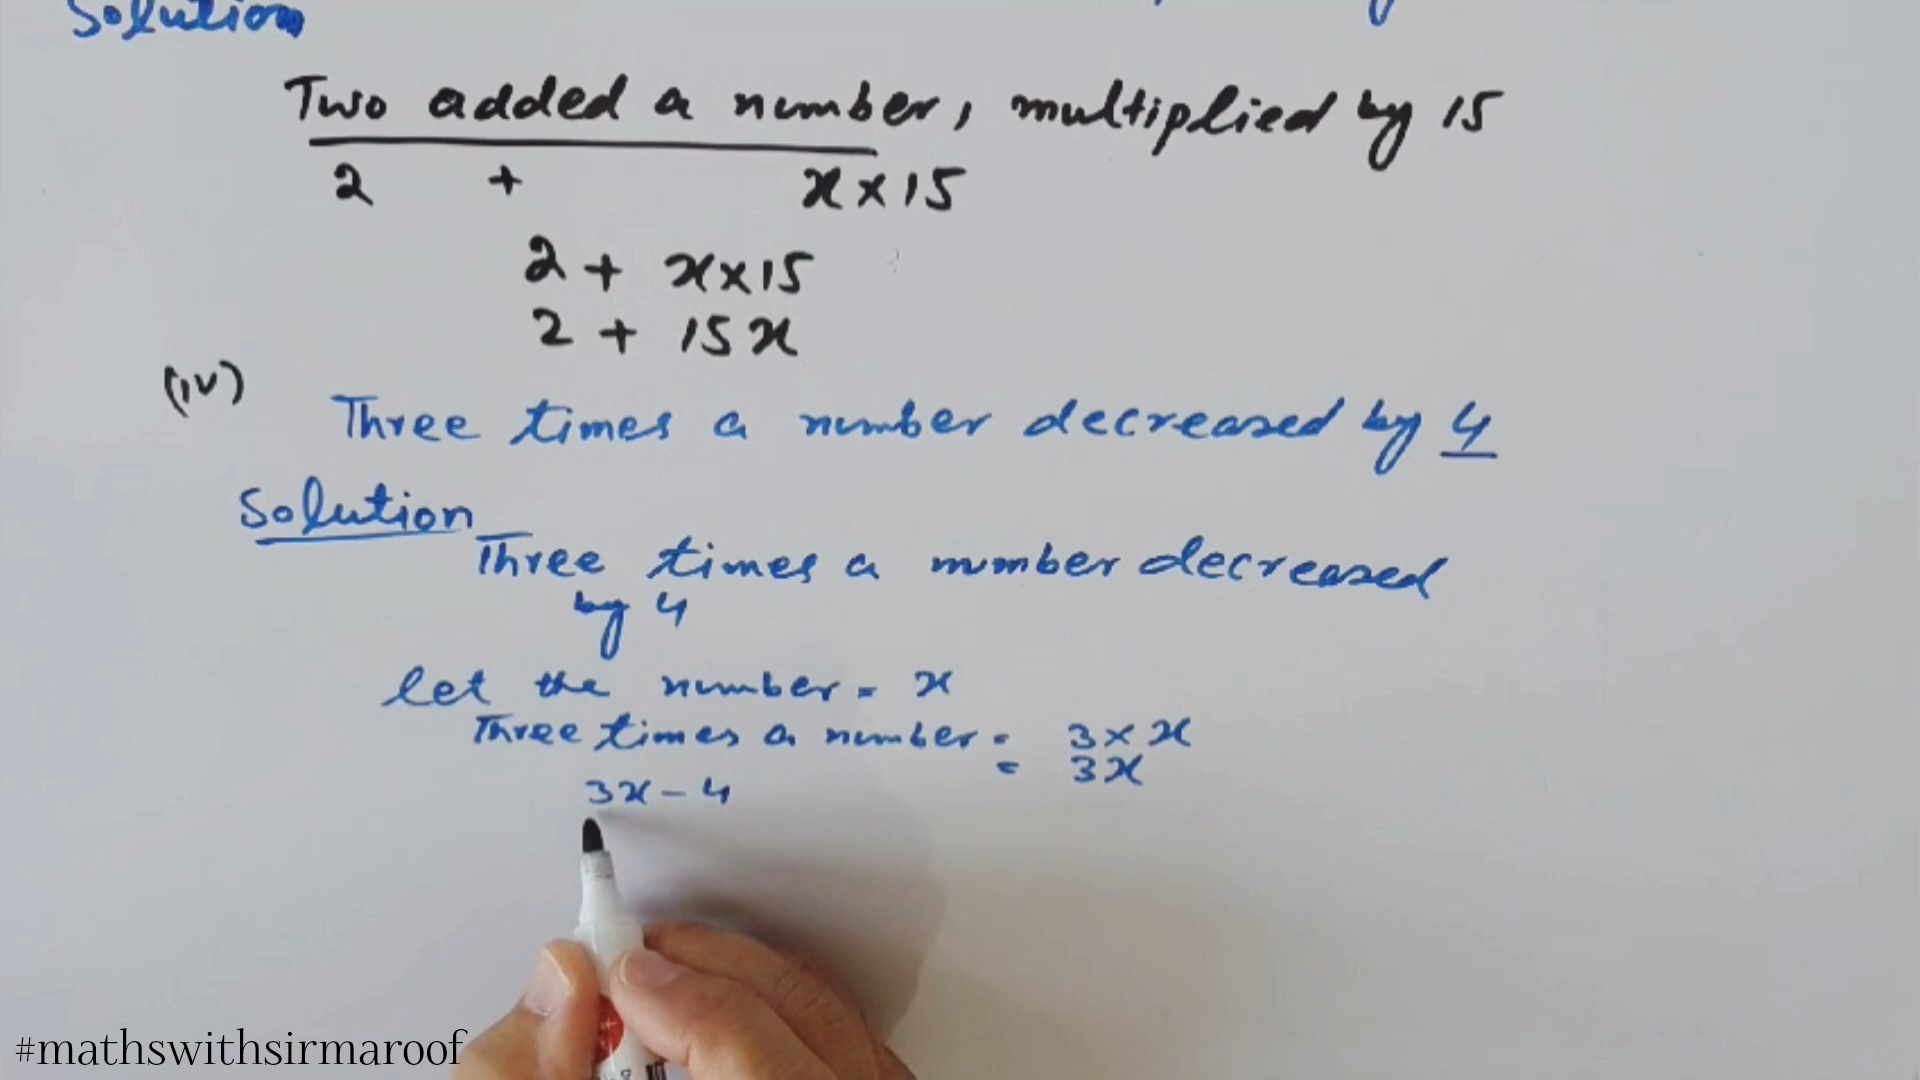 Solution
Two added a number, multiplied by 15
2 + x × 15
2 + x × 15
2 + 15x
(iv)
Three times a number decreased by 4
Solution
Three times a number decreased
by 4
let the number = x
Three times a number = 3 × x
= 3x
3x - 4
#mathswithsirmaroof